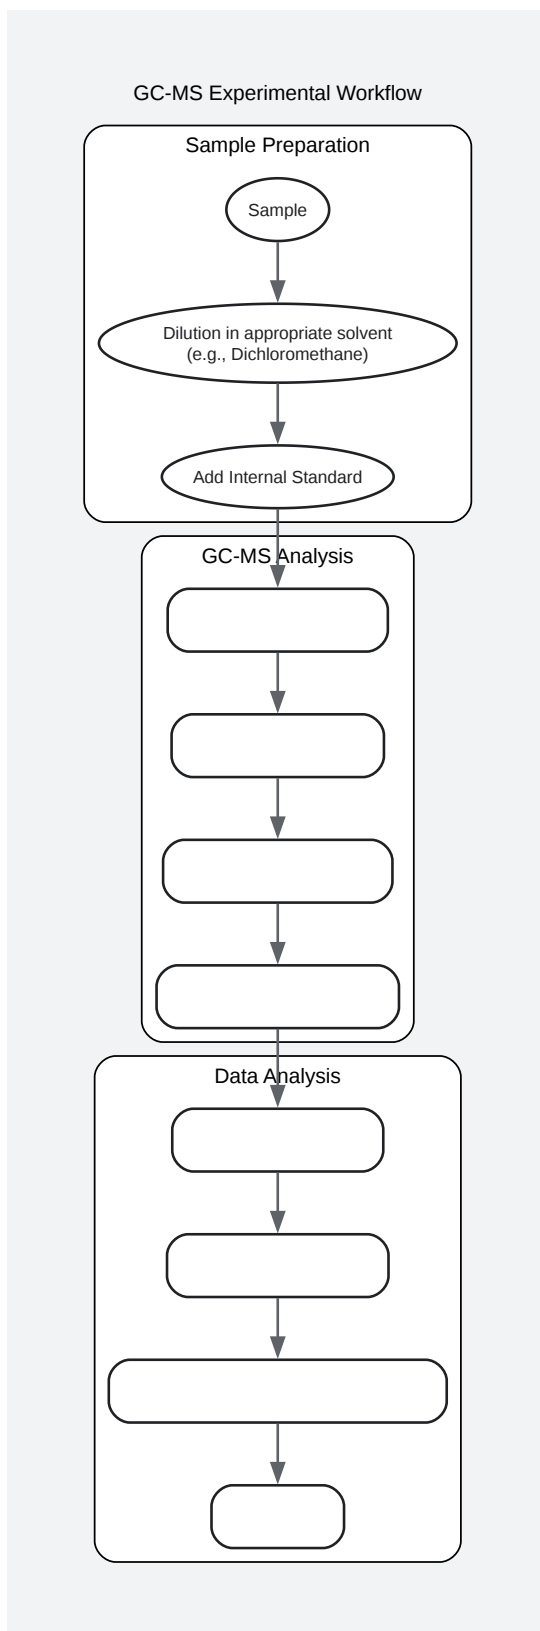 GC-MS Experimental Workflow
Sample Preparation
Sample
Dilution in appropriate solvent
(e.g., Dichloromethane)
Add Internal Standard
GC-MS Analysis
Data Analysis